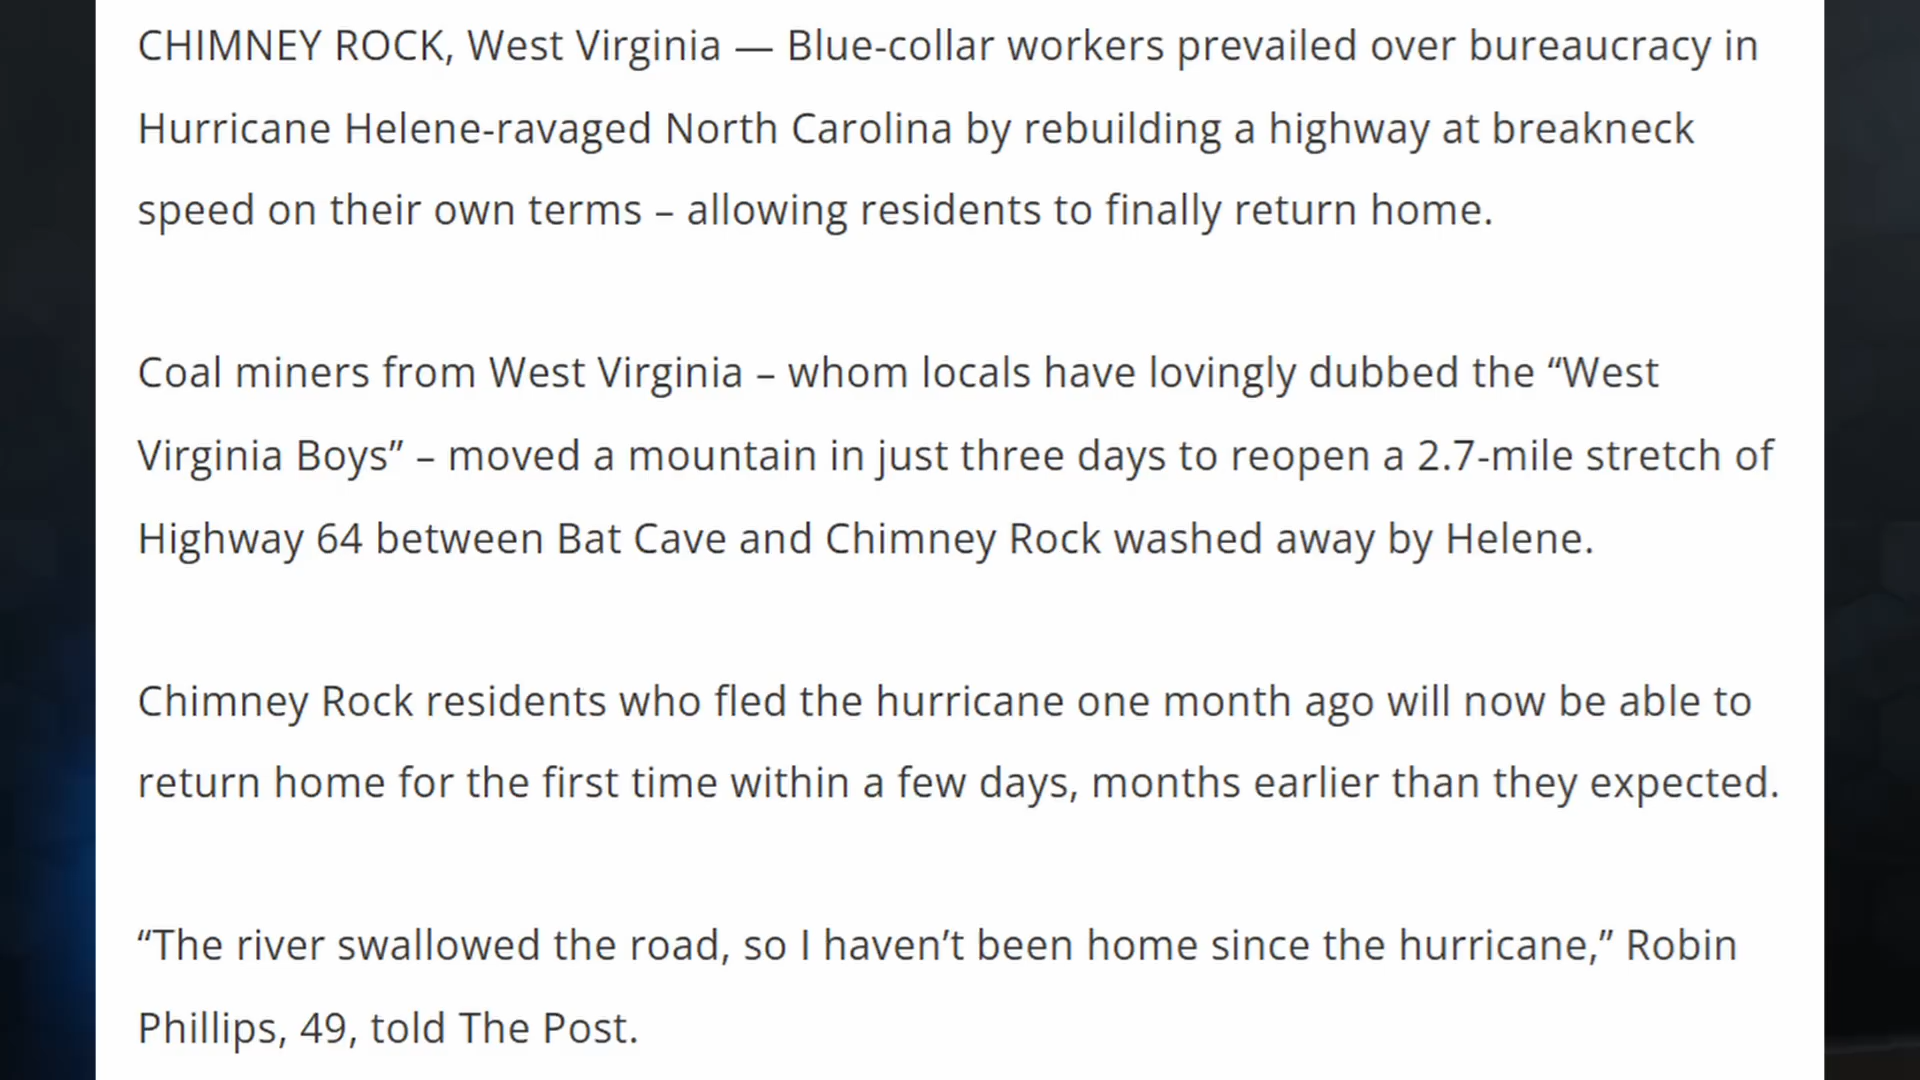 CHIMNEY ROCK, West Virginia — Blue-collar workers prevailed over bureaucracy in
Hurricane Helene-ravaged North Carolina by rebuilding a highway at breakneck
speed on their own terms – allowing residents to finally return home.
Coal miners from West Virginia – whom locals have lovingly dubbed the “West
Virginia Boys” – moved a mountain in just three days to reopen a 2.7-mile stretch of
Highway 64 between Bat Cave and Chimney Rock washed away by Helene.
Chimney Rock residents who fled the hurricane one month ago will now be able to
return home for the first time within a few days, months earlier than they expected.
“The river swallowed the road, so I haven’t been home since the hurricane,” Robin
Phillips, 49, told The Post.